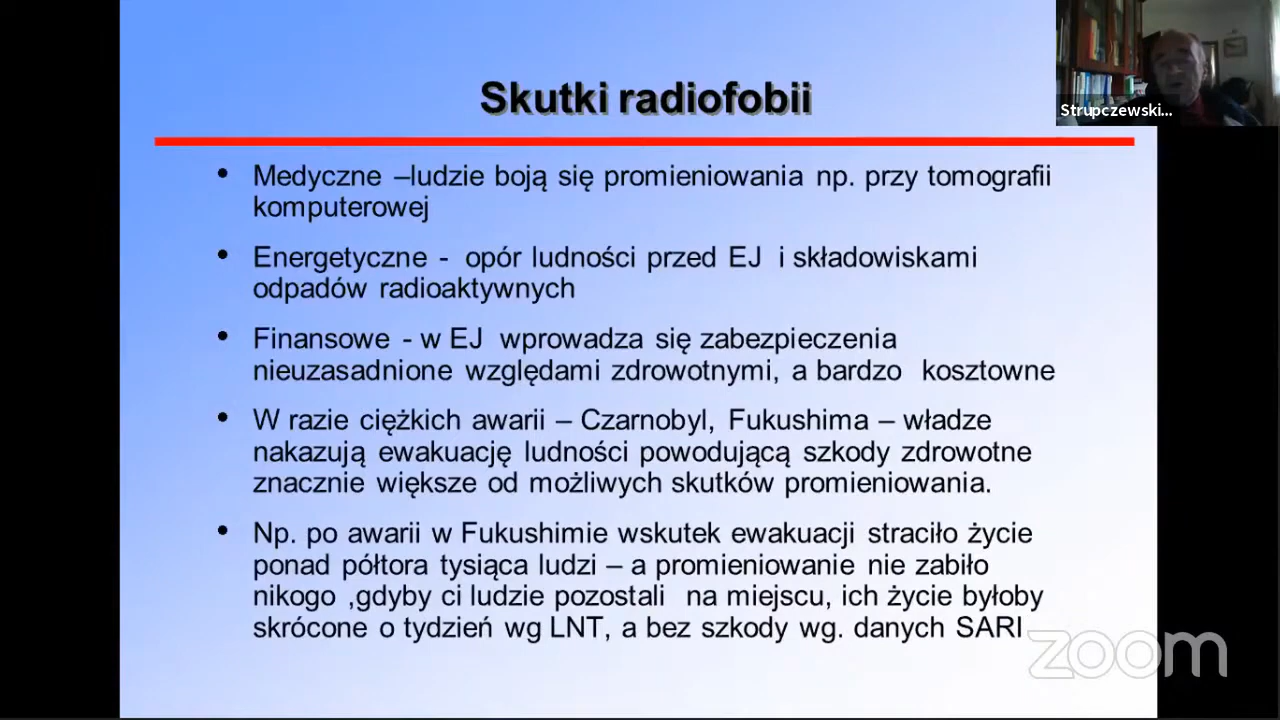 Skutki radiofobii
Strupczewski...
• Medyczne –ludzie boją się promieniowania np. przy tomografii
komputerowej
• Energetyczne - opór ludności przed EJ i składowiskami
odpadów radioaktywnych
• Finansowe - w EJ wprowadza się zabezpieczenia
nieuzasadnione względami zdrowotnymi, a bardzo kosztowne
• W razie ciężkich awarii – Czarnobyl, Fukushima – władze
nakazują ewakuację ludności powodującą szkody zdrowotne
znacznie większe od możliwych skutków promieniowania.
• Np. po awarii w Fukushimie wskutek ewakuacji straciło życie
ponad półtora tysiąca ludzi – a promieniowanie nie zabiło
nikogo ,gdyby ci ludzie pozostali na miejscu, ich życie byłoby
skrócone o tydzień wg LNT, a bez szkody wg. danych SARI
zoom